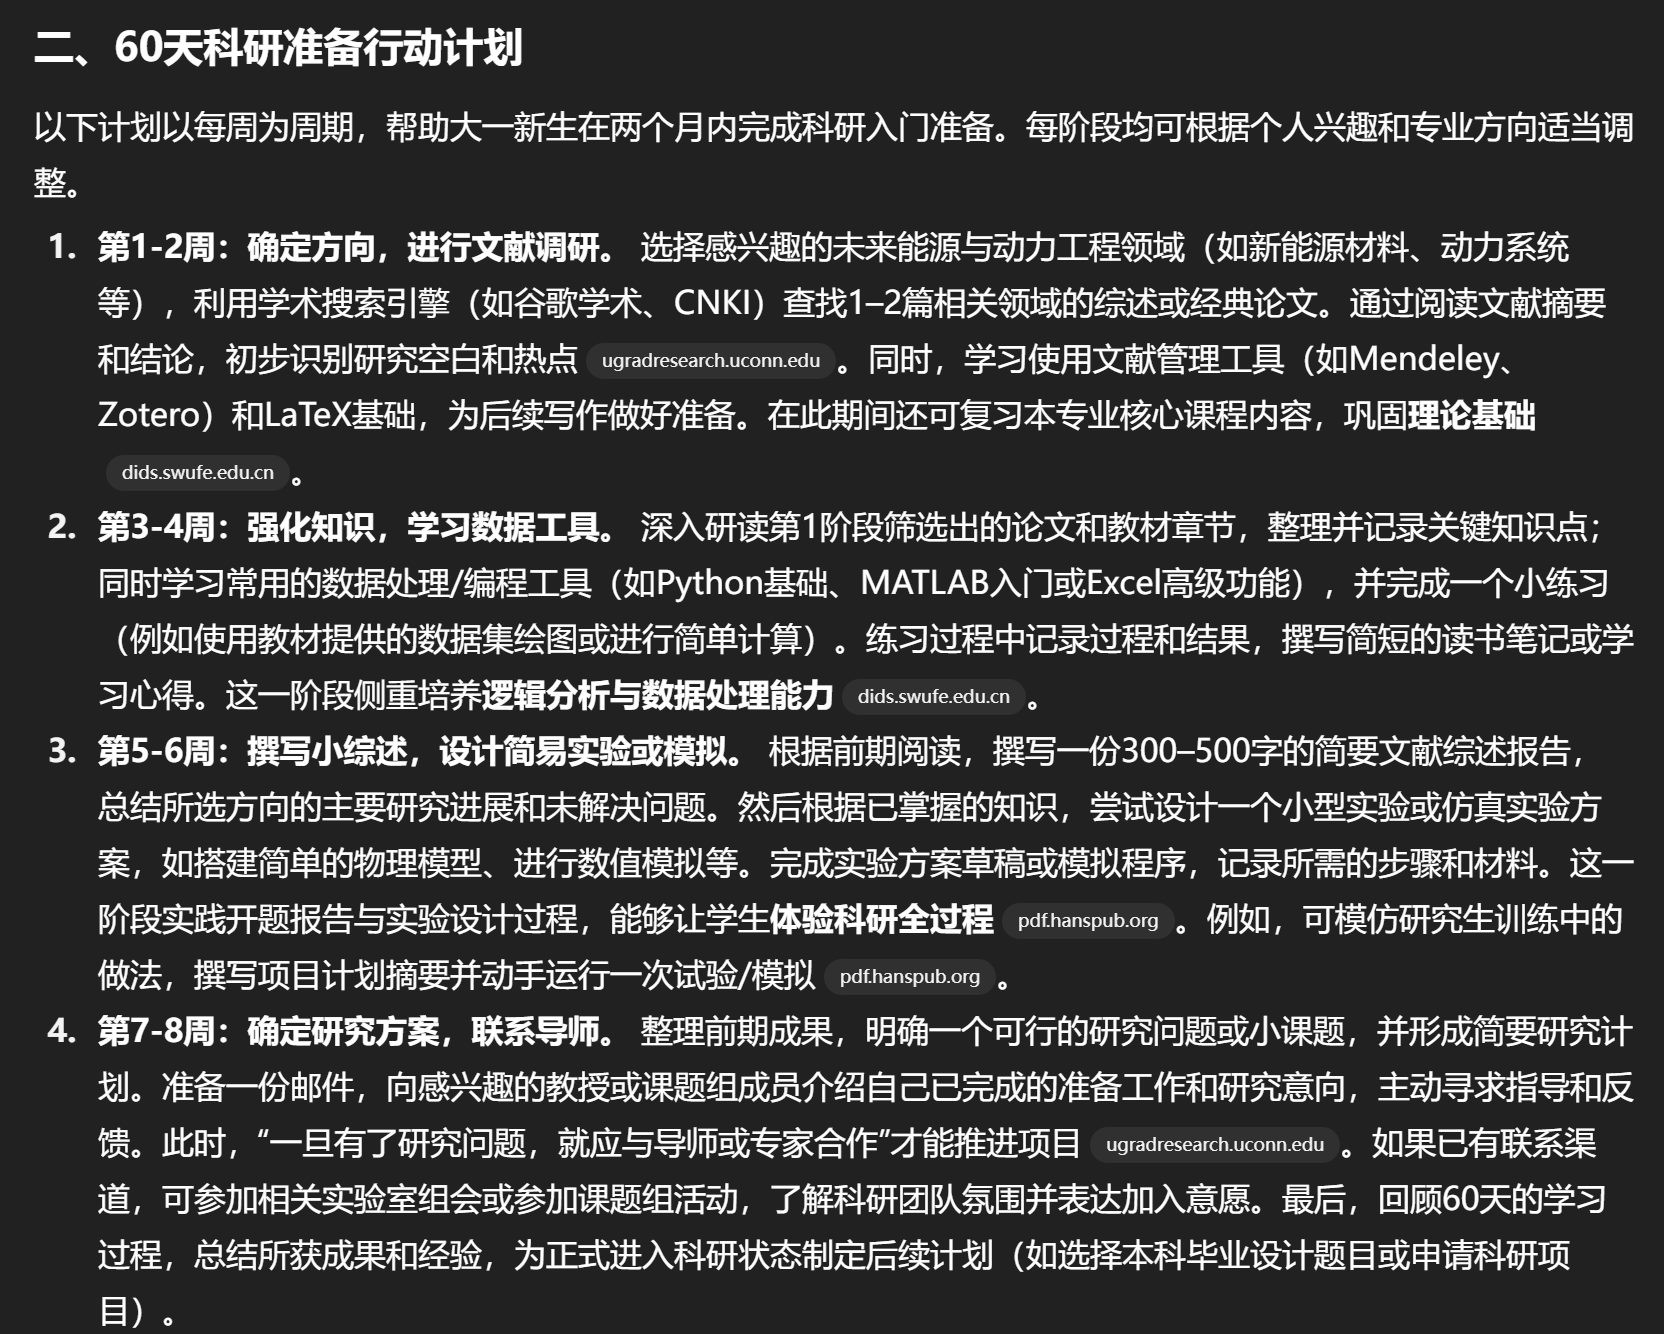 二、60天科研准备行动计划
以下计划以每周为周期，帮助大一新生在两个月内完成科研入门准备。每阶段均可根据个人兴趣和专业方向适当调
整。
1. 第1-2周：确定方向，进行文献调研。 选择感兴趣的未来能源与动力工程领域（如新能源材料、动力系统
等），利用学术搜索引擎（如谷歌学术、CNKI）查找1–2篇相关领域的综述或经典论文。通过阅读文献摘要
和结论，初步识别研究空白和热点 ugradresearch.uconn.edu 。同时，学习使用文献管理工具（如Mendeley、
Zotero）和LaTeX基础，为后续写作做好准备。在此期间还可复习本专业核心课程内容，巩固理论基础
dids.swufe.edu.cn 。
2. 第3-4周：强化知识，学习数据工具。 深入研读第1阶段筛选出的论文和教材章节，整理并记录关键知识点；
同时学习常用的数据处理/编程工具（如Python基础、MATLAB入门或Excel高级功能），并完成一个小练习
（例如使用教材提供的数据集绘图或进行简单计算）。练习过程中记录过程和结果，撰写简短的读书笔记或学
习心得。这一阶段侧重培养逻辑分析与数据处理能力 dids.swufe.edu.cn 。
3. 第5-6周：撰写小综述，设计简易实验或模拟。 根据前期阅读，撰写一份300–500字的简要文献综述报告，
总结所选方向的主要研究进展和未解决问题。然后根据已掌握的知识，尝试设计一个小型实验或仿真实验方
案，如搭建简单的物理模型、进行数值模拟等。完成实验方案草稿或模拟程序，记录所需的步骤和材料。这一
阶段实践开题报告与实验设计过程，能够让学生体验科研全过程 pdf.hanspub.org 。例如，可模仿研究生训练中的
做法，撰写项目计划摘要并动手运行一次试验/模拟 pdf.hanspub.org 。
4. 第7-8周：确定研究方案，联系导师。 整理前期成果，明确一个可行的研究问题或小课题，并形成简要研究计
划。准备一份邮件，向感兴趣的教授或课题组成员介绍自己已完成的准备工作和研究意向，主动寻求指导和反
馈。此时，“一旦有了研究问题，就应与导师或专家合作”才能推进项目 ugradresearch.uconn.edu 。如果已有联系渠
道，可参加相关实验室组会或参加课题组活动，了解科研团队氛围并表达加入意愿。最后，回顾60天的学习
过程，总结所获成果和经验，为正式进入科研状态制定后续计划（如选择本科毕业设计题目或申请科研项
目）。